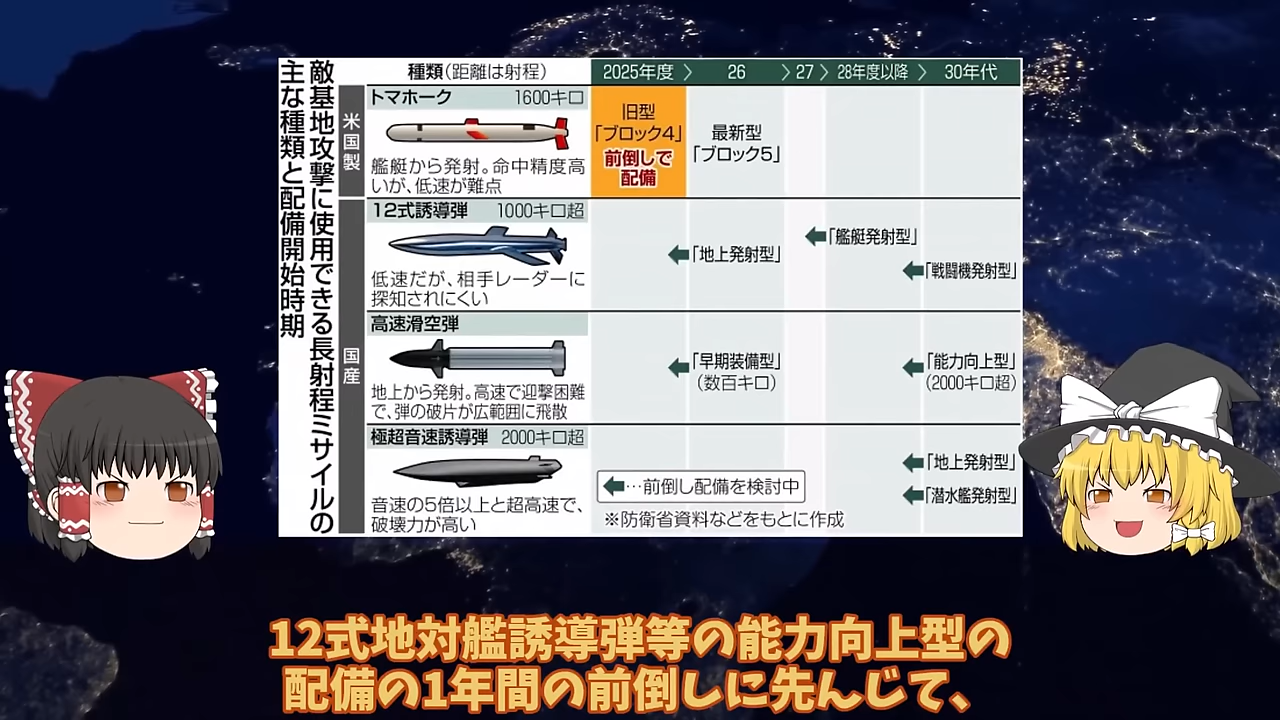 敵基地攻撃に使用できる長射程ミサイルの
主な種類と配備開始時期
種類(距離は射程)
2025年度 > 26 > 27 > 28年度以降 > 30年代
米国製
トマホーク 1600キロ
艦艇から発射。命中精度高
いが、低速が難点
旧型
「ブロック4」
前倒しで
配備
最新型
「ブロック5」
国産
12式誘導弾 1000キロ超
低速だが、相手レーダーに
探知されにくい
←「地上発射型」
←「艦艇発射型」
←「戦闘機発射型」
高速滑空弾
地上から発射。高速で迎撃困難
で、弾の破片が広範囲に飛散
←「早期装備型」
(数百キロ)
←「能力向上型」
(2000キロ超)
極超音速誘導弾 2000キロ超
音速の5倍以上と超高速で、
破壊力が高い
←「地上発射型」
←「潜水艦発射型」
←…前倒し配備を検討中
※防衛省資料などをもとに作成
12式地対艦誘導弾等の能力向上型の
配備の1年間の前倒しに先んじて、